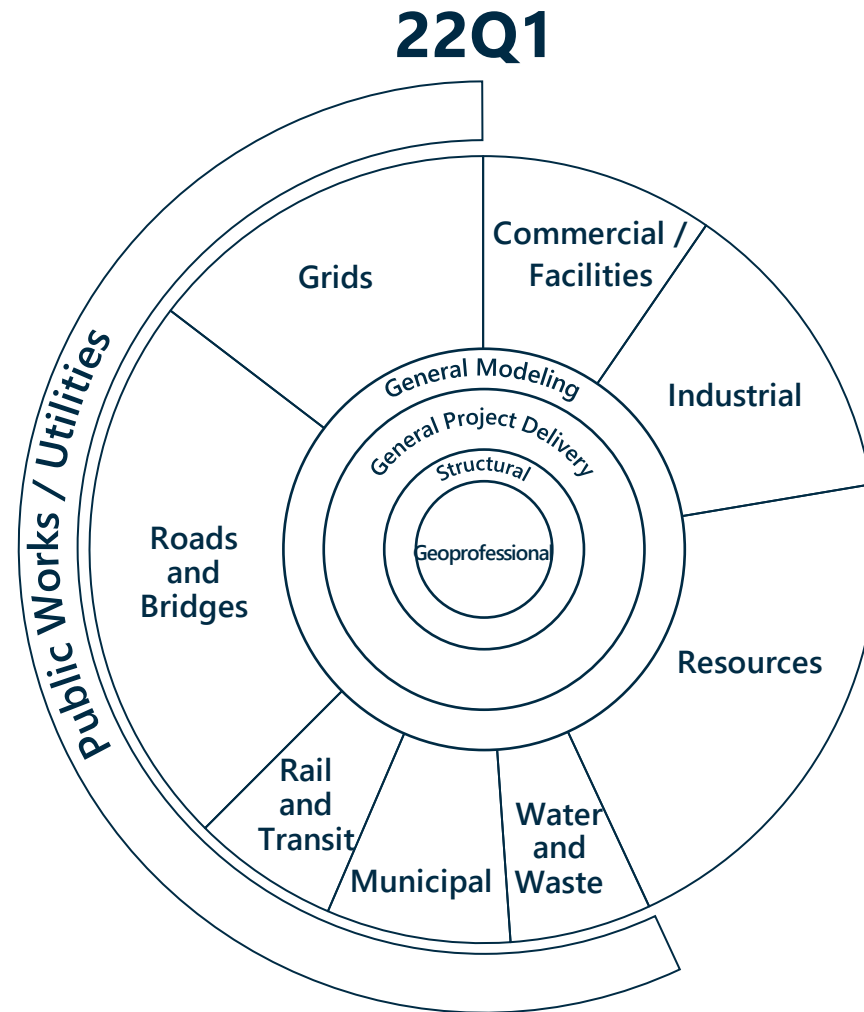 22Q1
Public Works / Utilities
Grids
Commercial /
Facilities
Industrial
General Modeling
General Project Delivery
Structural
Geoprofessional
Roads
and
Bridges
Resources
Rail
and
Transit
Municipal
Water
and
Waste